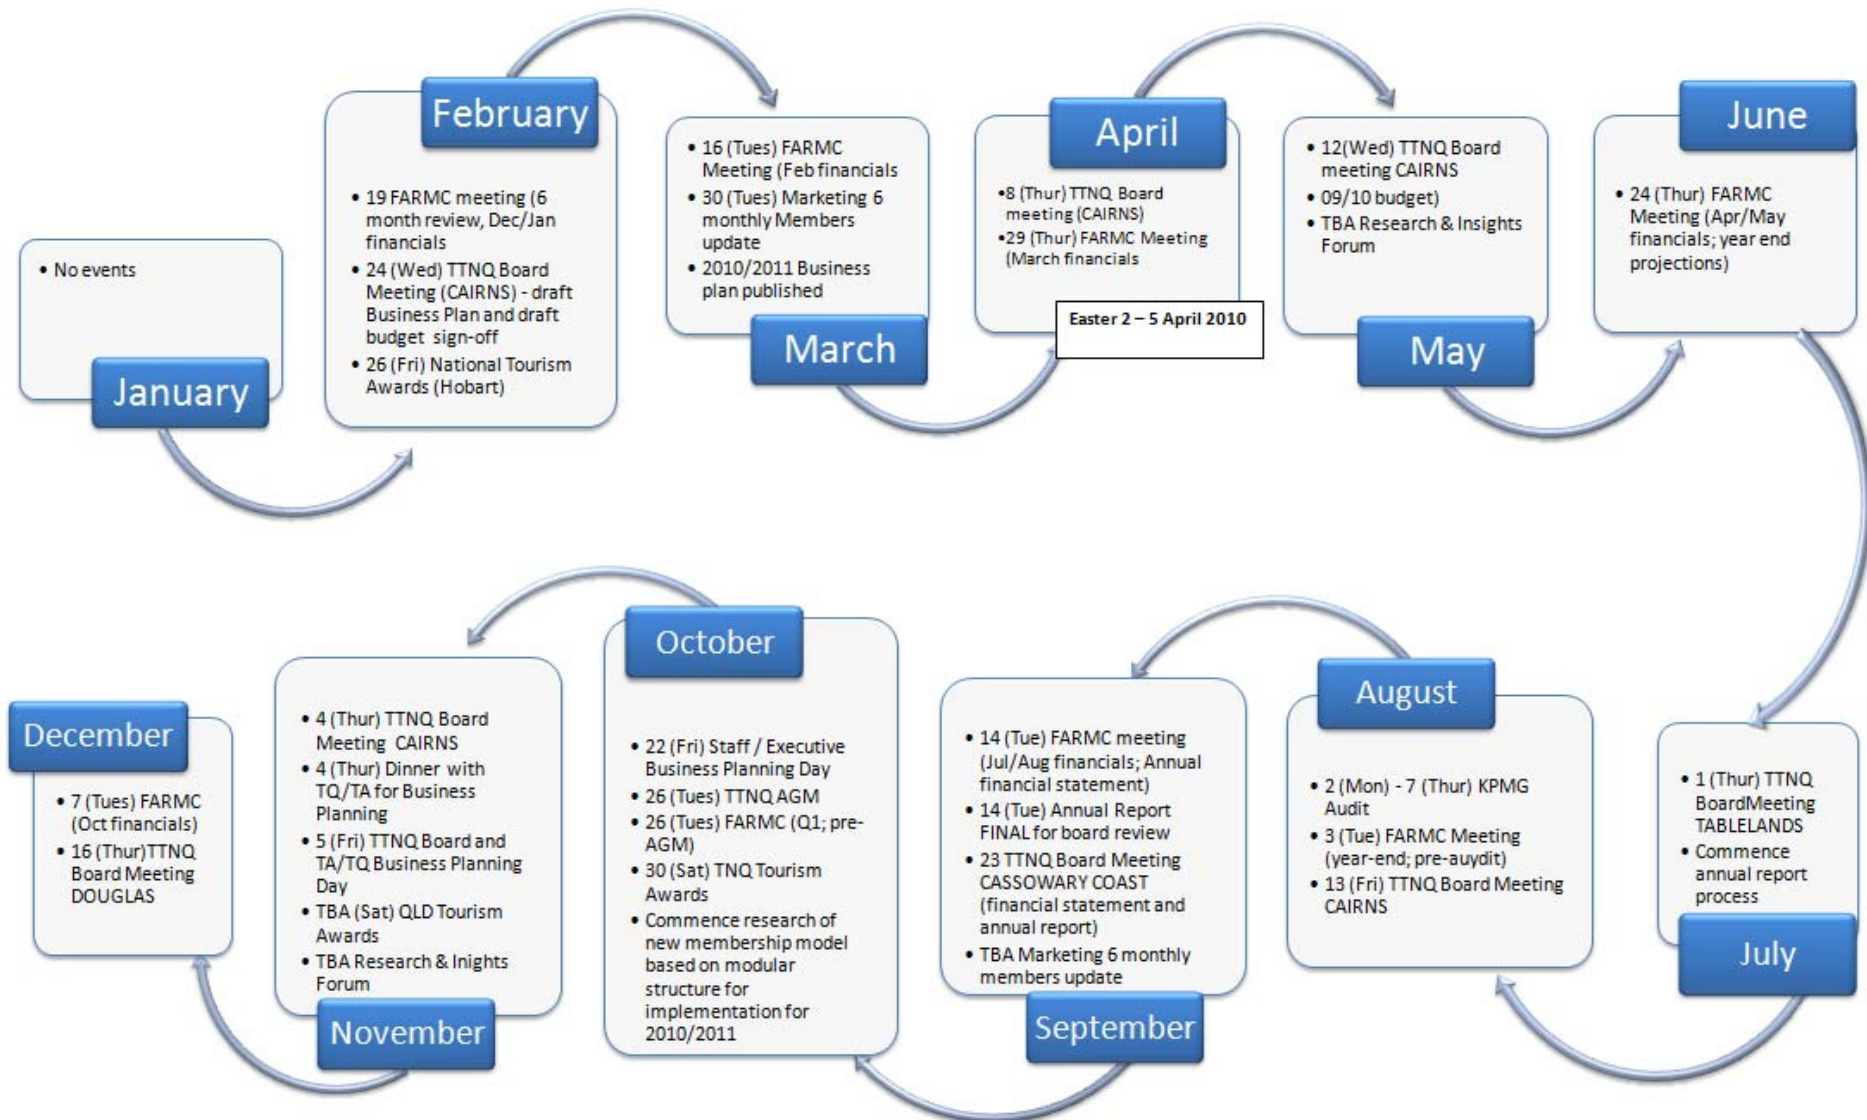 January
• No events
February
• 19 FARMC meeting (6
month review, Dec/Jan
financials
• 24 (Wed) TTNQ Board
Meeting (CAIRNS) - draft
Business Plan and draft
budget sign-off
• 26 (Fri) National Tourism
Awards (Hobart)
• 16 (Tues) FARMC
Meeting (Feb financials
• 30 (Tues) Marketing 6
monthly Members
update
• 2010/2011 Business
plan published
March
April
•8 (Thur) TTNQ Board
meeting (CAIRNS)
•29 (Thur) FARMC Meeting
(March financials
Easter 2 – 5 April 2010
• 12(Wed) TTNQ Board
meeting CAIRNS
• 09/10 budget)
• TBA Research & Insights
Forum
May
June
• 24 (Thur) FARMC
Meeting (Apr/May
financials; year end
projections)
• 1 (Thur) TTNQ
BoardMeeting
TABLELANDS
• Commence
annual report
process
July
August
• 2 (Mon) - 7 (Thur) KPMG
Audit
• 3 (Tue) FARMC Meeting
(year-end; pre-auydit)
• 13 (Fri) TTNQ Board Meeting
CAIRNS
• 14 (Tue) FARMC meeting
(Jul/Aug financials; Annual
financial statement)
• 14 (Tue) Annual Report
FINAL for board review
• 23 TTNQ Board Meeting
CASSOWARY COAST
(financial statement and
annual report)
• TBA Marketing 6 monthly
members update
September
October
• 22 (Fri) Staff / Executive
Business Planning Day
• 26 (Tues) TTNQ AGM
• 26 (Tues) FARMC (Q1; pre-
AGM)
• 30 (Sat) TNQ Tourism
Awards
• Commence research of
new membership model
based on modular
structure for
implementation for
2010/2011
• 4 (Thur) TTNQ Board
Meeting CAIRNS
• 4 (Thur) Dinner with
TQ/TA for Business
Planning
• 5 (Fri) TTNQ Board and
TA/TQ Business Planning
Day
• TBA (Sat) QLD Tourism
Awards
• TBA Research & Inights
Forum
November
December
• 7 (Tues) FARMC
(Oct financials)
• 16 (Thur)TTNQ
Board Meeting
DOUGLAS